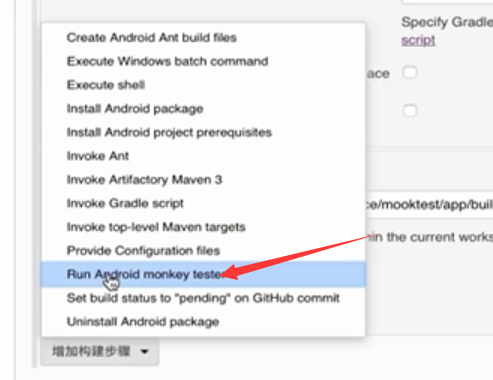 Create Android Ant build files
Specify Gradle
script
Execute Windows batch command
ace
Execute shell
Install Android package
Install Android project prerequisites
Invoke Ant
Invoke Artifactory Maven 3
Invoke Gradle script
ce/mooktest/app/buil
Invoke top-level Maven targets
in the current works
Provide Configuration files
Run Android monkey tester
Set build status to "pending" on GitHub commit
Uninstall Android package
增加构建步骤